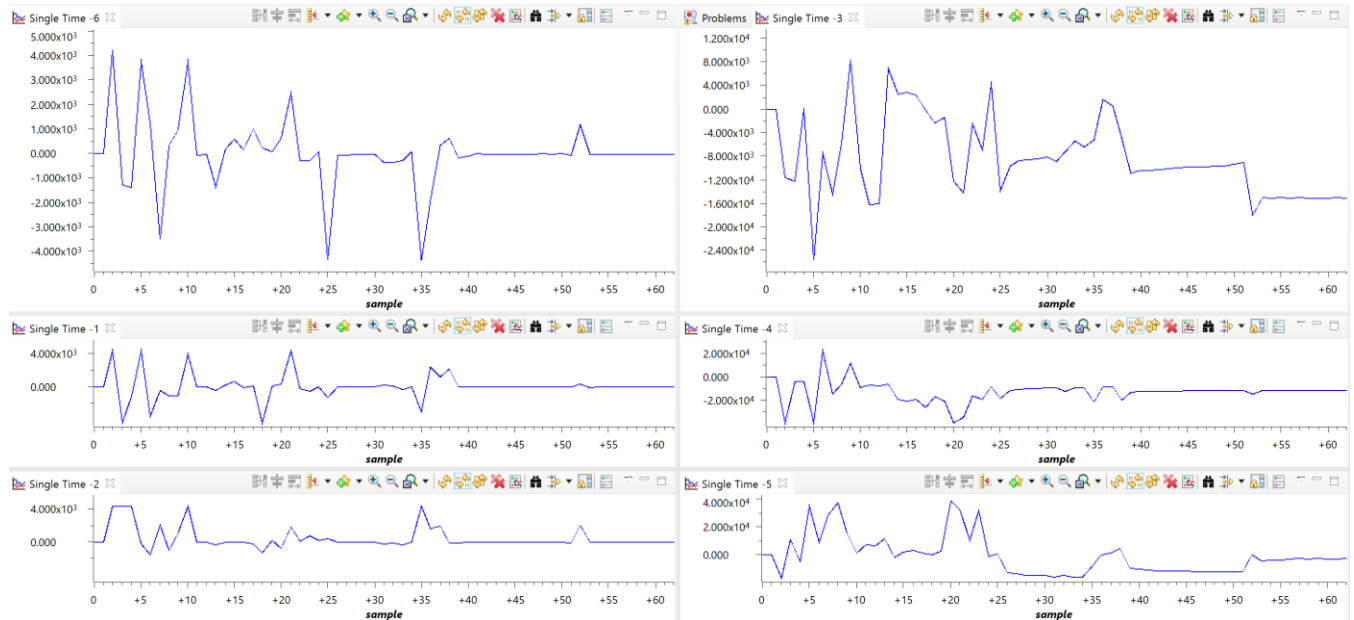 Single Time -6
5.000x10³
4.000x10³
3.000x10³
2.000x10³
1.000x10³
0.000
-1.000x10³
-2.000x10³
-3.000x10³
-4.000x10³
0 +5 +10 +15 +20 +25 +30 +35 +40 +45 +50 +55 +60
sample
Problems Single Time -3
1.200x10⁴
8.000x10³
4.000x10³
0.000
-4.000x10³
-8.000x10³
-1.200x10⁴
-1.600x10⁴
-2.000x10⁴
-2.400x10⁴
0 +5 +10 +15 +20 +25 +30 +35 +40 +45 +50 +55 +60
sample
Single Time -1
4.000x10³
0.000
0 +5 +10 +15 +20 +25 +30 +35 +40 +45 +50 +55 +60
sample
Single Time -4
2.000x10⁴
0.000
-2.000x10⁴
0 +5 +10 +15 +20 +25 +30 +35 +40 +45 +50 +55 +60
sample
Single Time -2
4.000x10³
0.000
0 +5 +10 +15 +20 +25 +30 +35 +40 +45 +50 +55 +60
sample
Single Time -5
4.000x10⁴
2.000x10⁴
0.000
0 +5 +10 +15 +20 +25 +30 +35 +40 +45 +50 +55 +60
sample